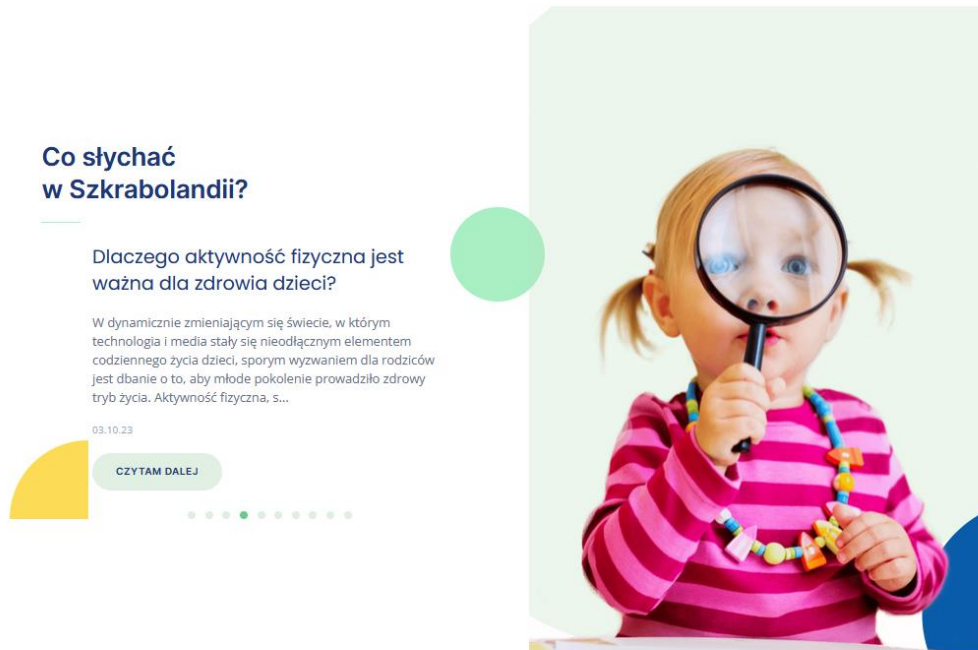 Co słychać
w Szkrabolandii?
Dlaczego aktywność fizyczna jest
ważna dla zdrowia dzieci?
W dynamicznie zmieniającym się świecie, w którym
technologia i media stały się nieodłącznym elementem
codziennego życia dzieci, sporym wyzwaniem dla rodziców
jest dbanie o to, aby młode pokolenie prowadziło zdrowy
tryb życia. Aktywność fizyczna, s...
03.10.23
CZYTAM DALEJ